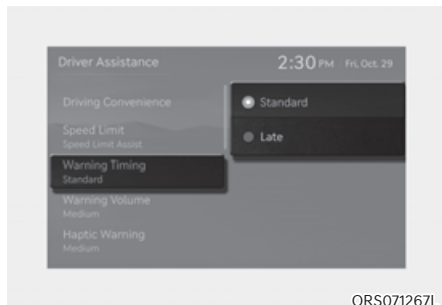 Driver Assistance
2:30 PM Fri, Oct. 29
Driving Convenience
Speed Limit
Speed Limit Assist
Warning Timing
Standard
Warning Volume
Medium
Haptic Warning
Medium
Standard
Late
ORS071267L